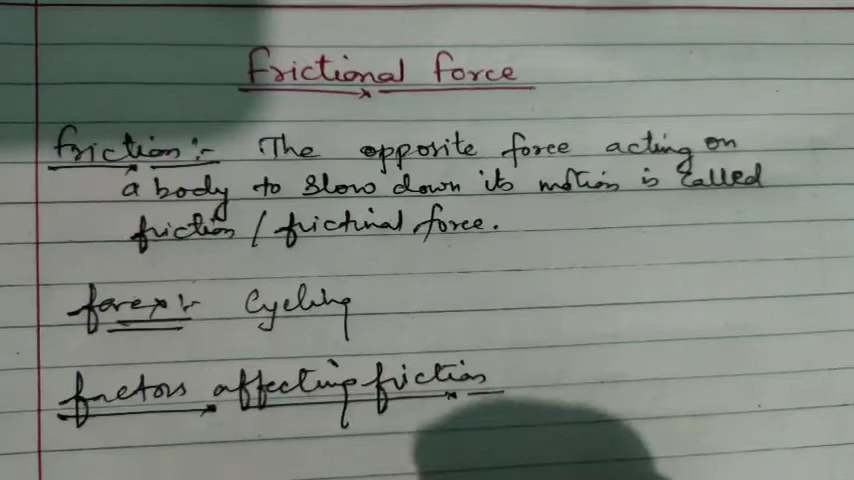 Frictional force
friction:- The opposite force acting on
a body to slow down its motion is called
friction / frictinal force.
for ex:- Cycling
factors affecting friction